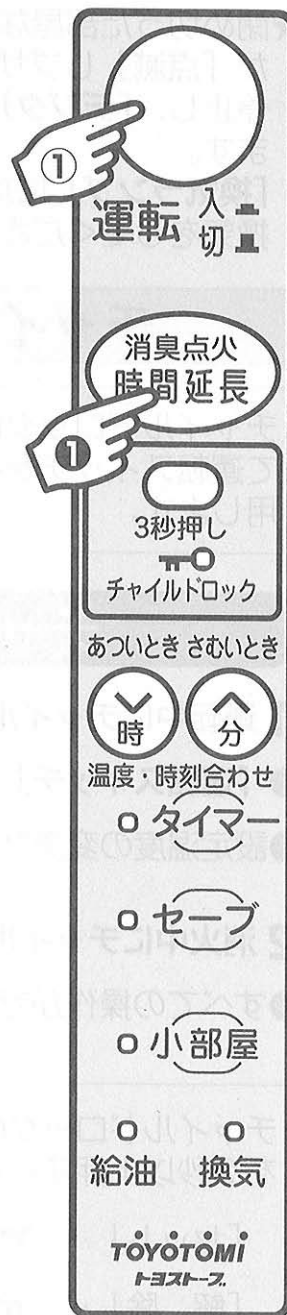 ①
運転 入
切
消臭点火
時間延長
❶
3秒押し
チャイルドロック
あついとき さむいとき
時 分
温度・時刻合わせ
タイマー
セーブ
小部屋
給油 換気
TOYOTOMI
トヨストーブ